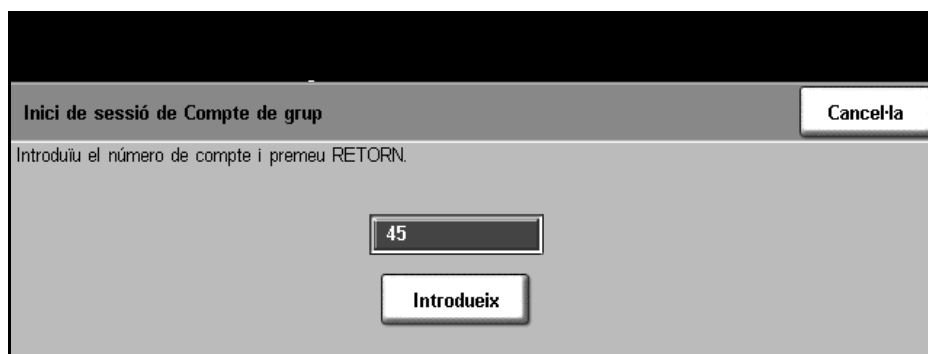 Inici de sessió de Compte de grup
Cancel·la
Introduïu el número de compte i premeu RETORN.
45
Introdueix